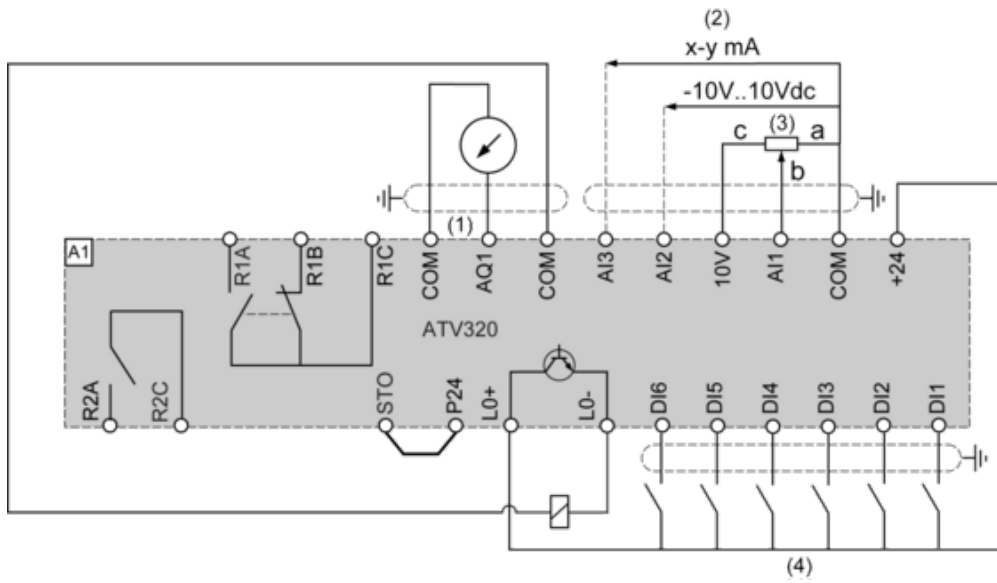 (2)
x-y mA
-10V..10Vdc
c (3) a
b
(1)
A1
R1A R1B R1C COM AQ1 COM AI3 AI2 10V AI1 COM +24
ATV320
R2A R2C STO P24 L0+ L0- DI6 DI5 DI4 DI3 DI2 DI1
(4)